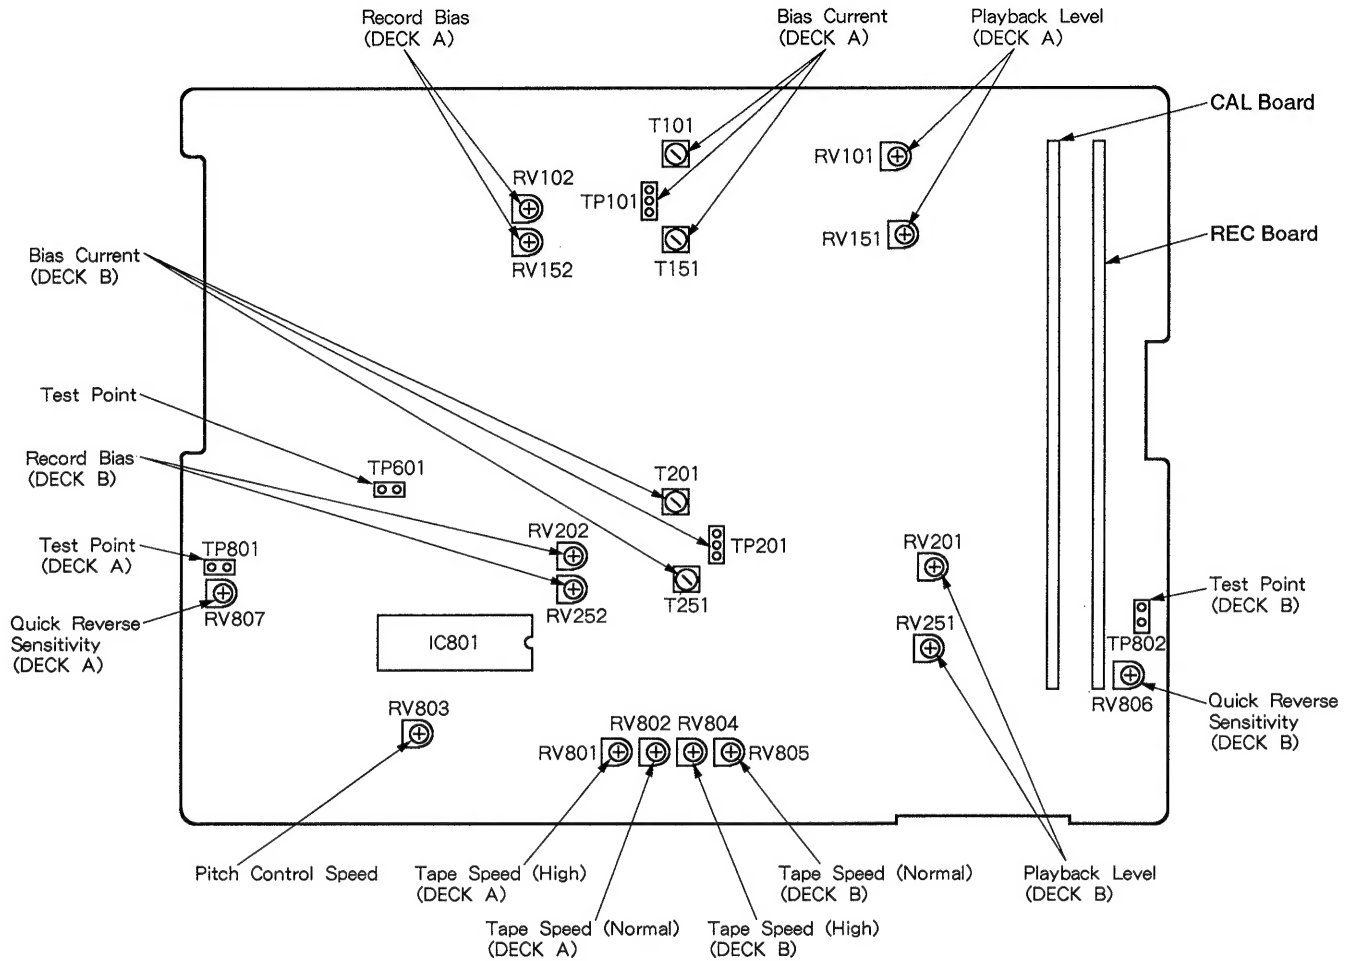 Record Bias
(DECK A)
Bias Current
(DECK A)
Playback Level
(DECK A)
CAL Board
T101
RV101
RV102
TP101
RV151
REC Board
RV152
T151
Bias Current
(DECK B)
Test Point
Record Bias
(DECK B)
TP601
T201
RV202
TP201
RV201
Test Point
(DECK A)
TP801
RV252
T251
Test Point
(DECK B)
RV807
Quick Reverse
Sensitivity
(DECK A)
IC801
RV251
TP802
RV806
Quick Reverse
Sensitivity
(DECK B)
RV803
RV802
RV804
RV801
RV805
Pitch Control Speed
Tape Speed (High)
(DECK A)
Tape Speed (Normal)
(DECK B)
Playback Level
(DECK B)
Tape Speed (Normal)
(DECK A)
Tape Speed (High)
(DECK B)